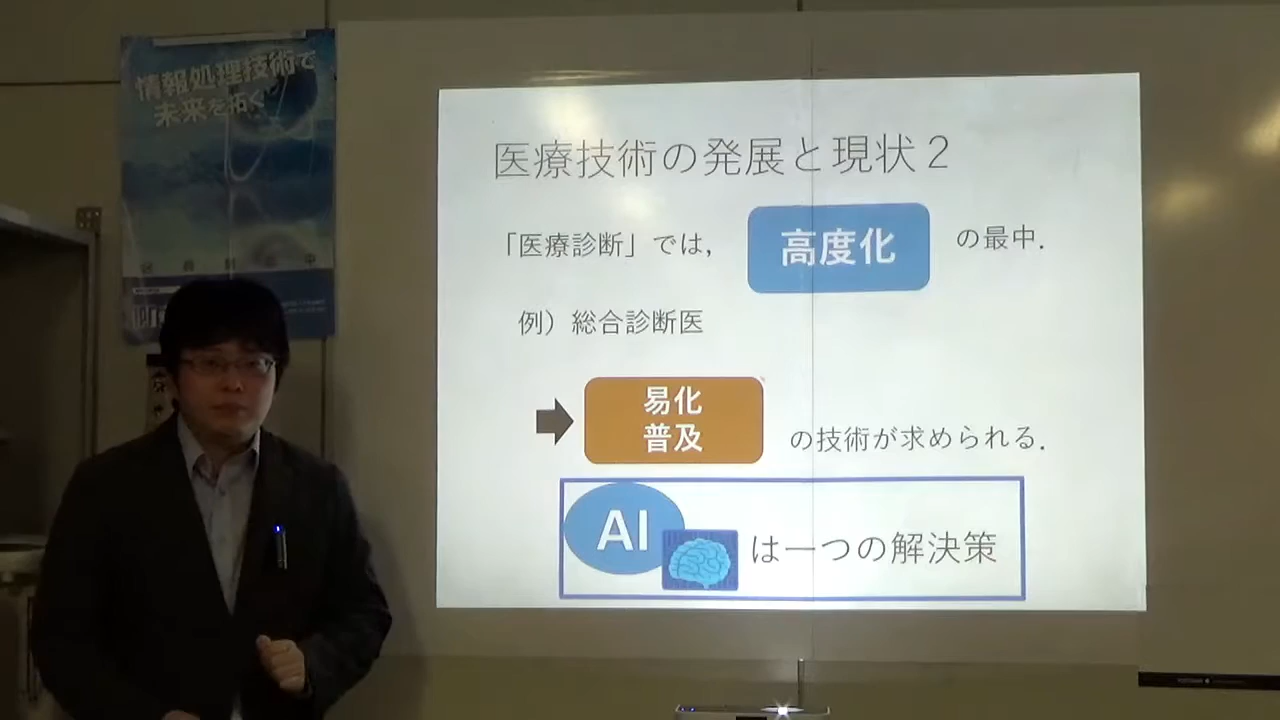 情報処理技術で
未来を拓く
医療技術の発展と現状２
「医療診断」では, 高度化 の最中.
例）総合診断医
易化
普及
の技術が求められる.
AI は一つの解決策